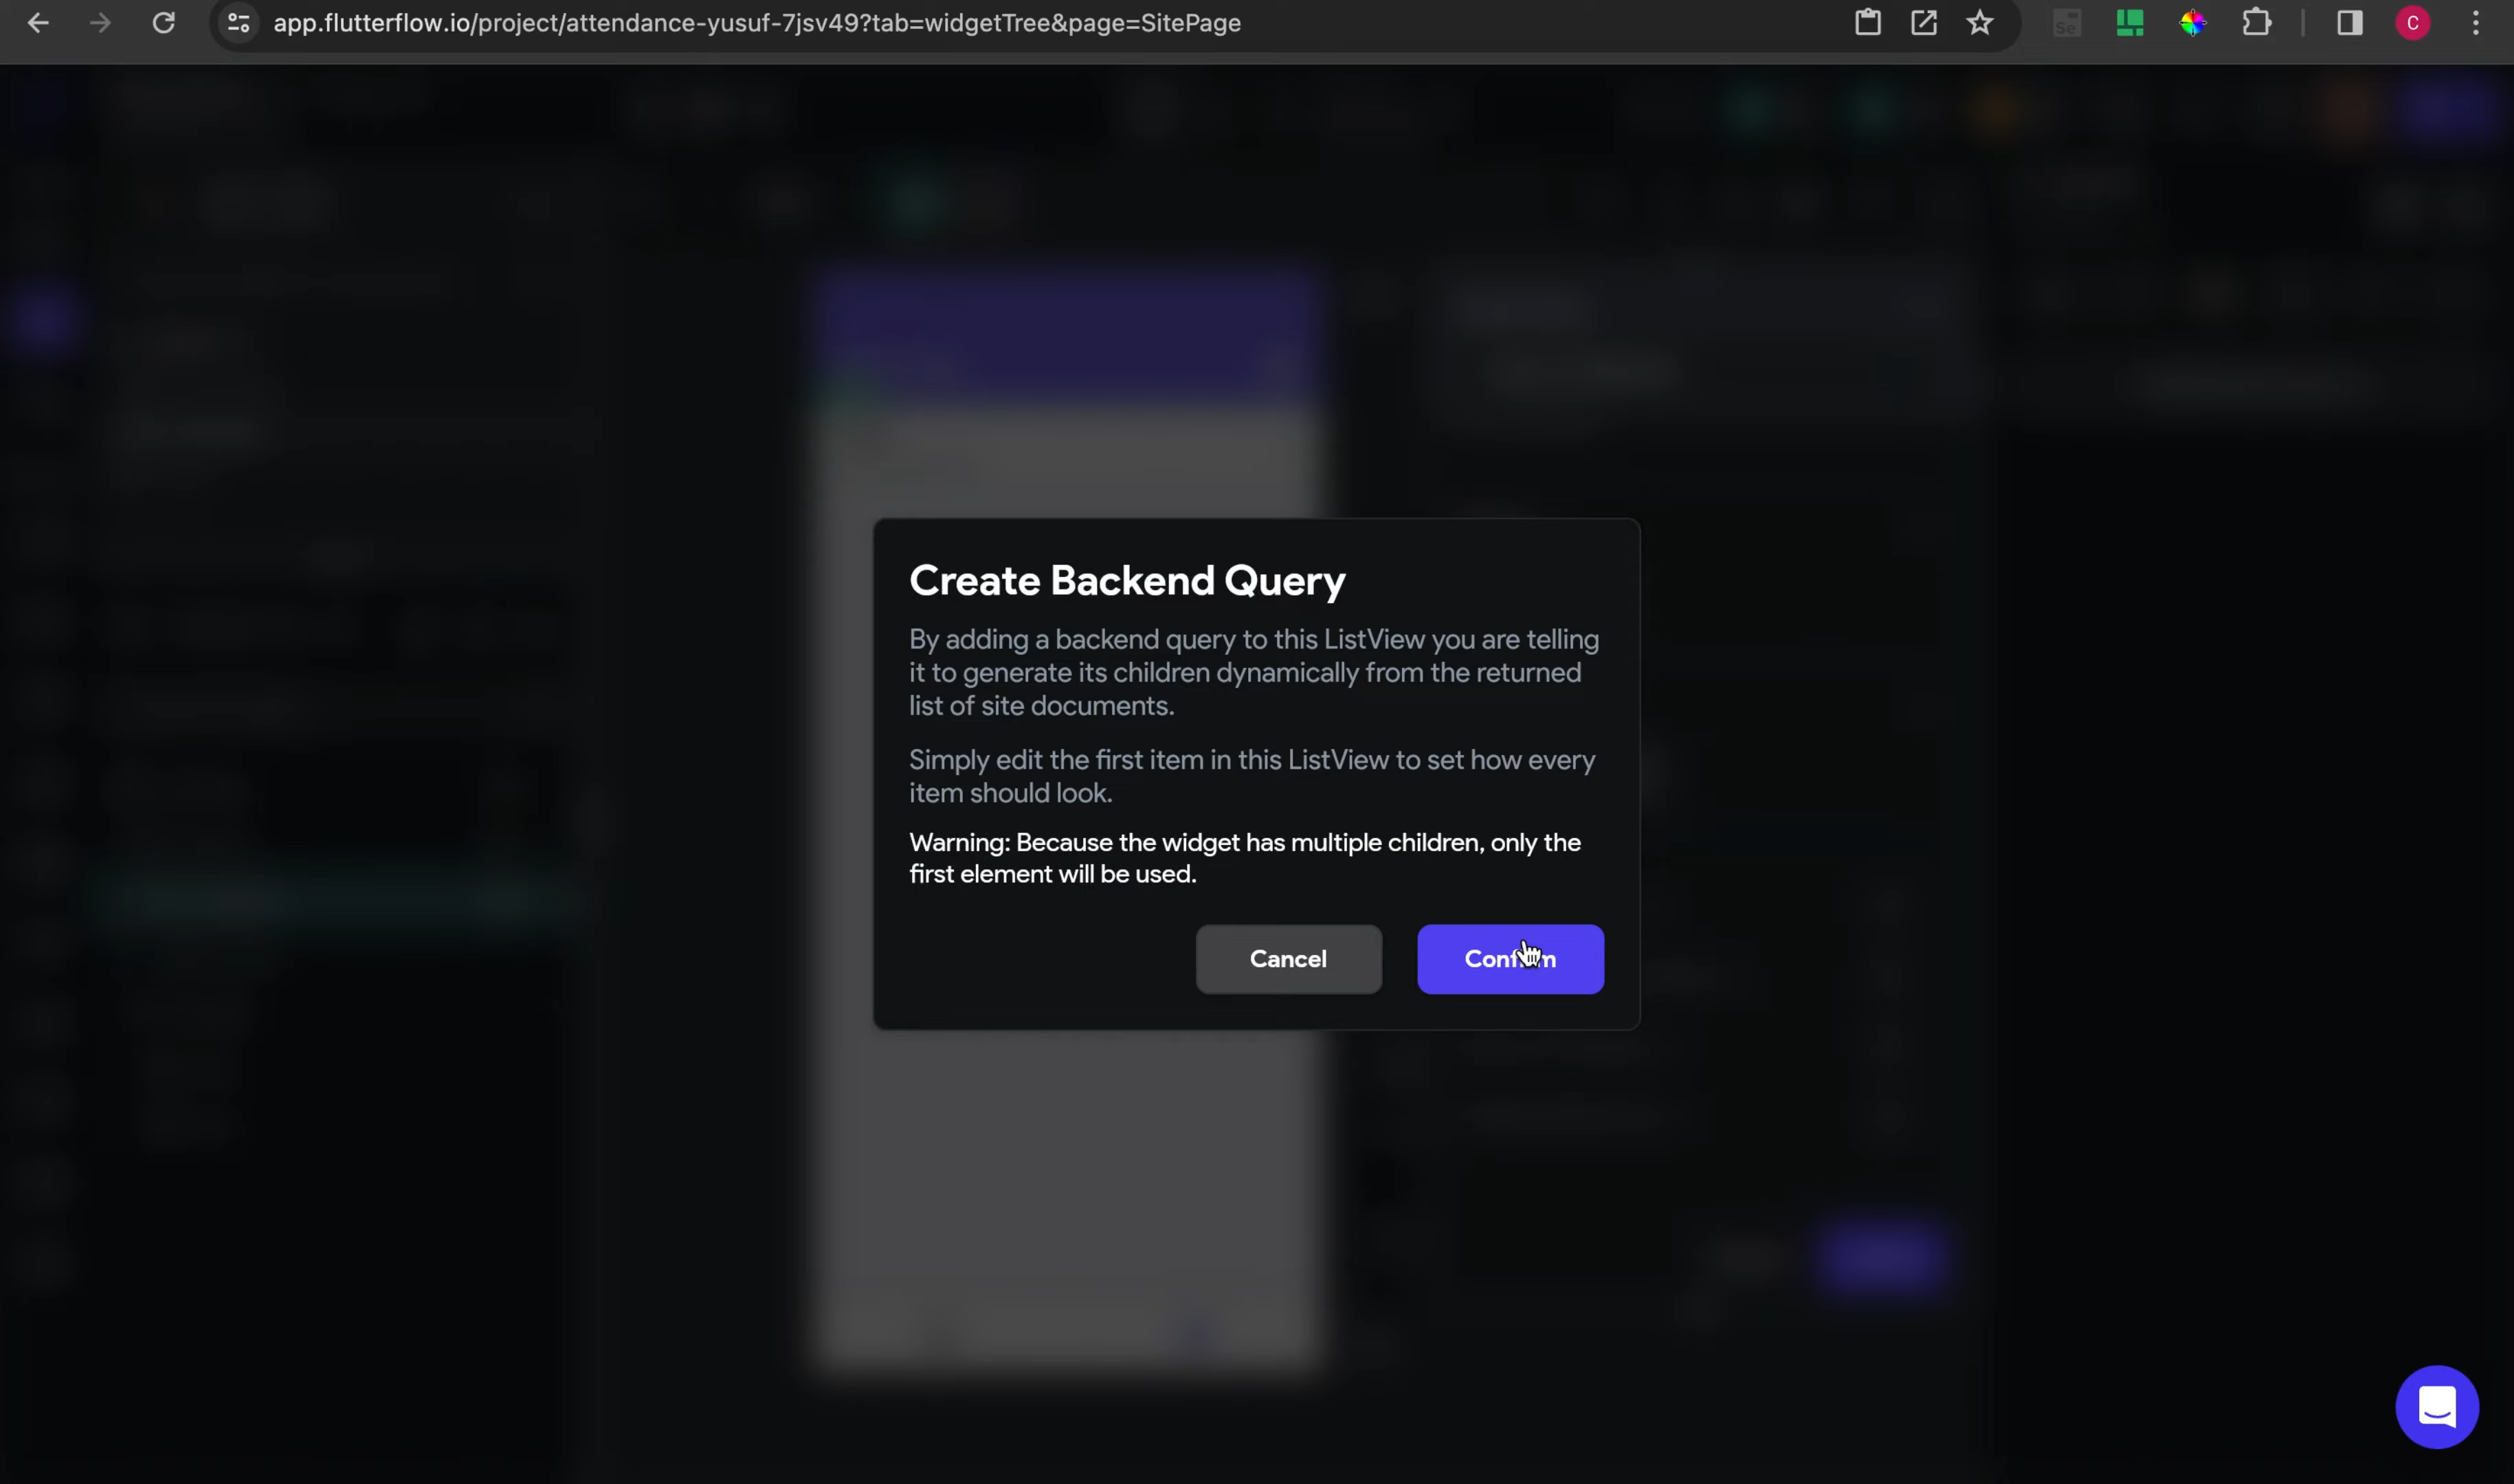 app.flutterflow.io/project/attendance-yusuf-7jsv49?tab=widgetTree&page=SitePage
Se
C
Create Backend Query
By adding a backend query to this ListView you are telling
it to generate its children dynamically from the returned
list of site documents.
Simply edit the first item in this ListView to set how every
item should look.
Warning: Because the widget has multiple children, only the
first element will be used.
Cancel
Confirm